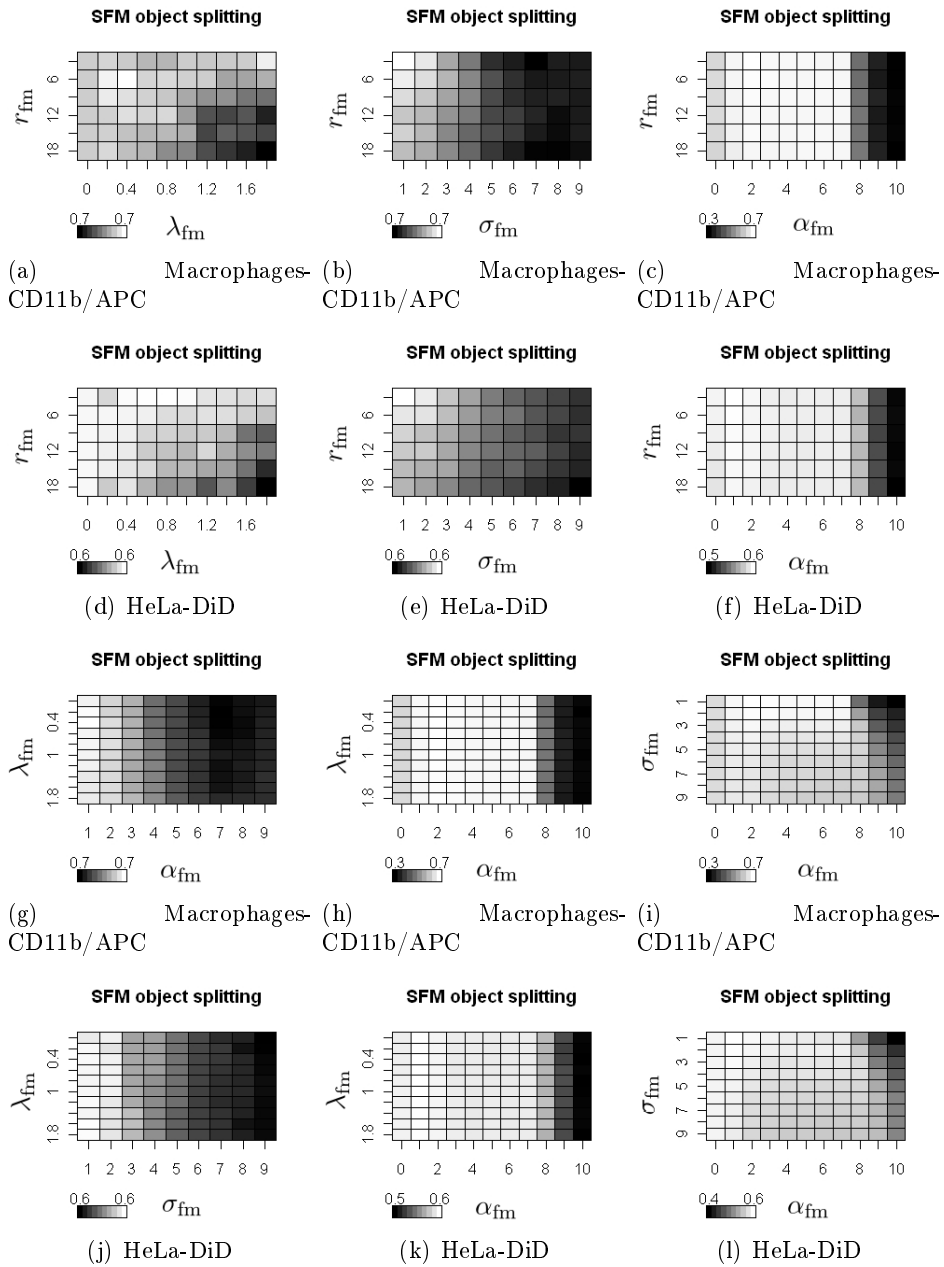 SFM object splitting SFM object splitting SFM object splitting
r_fm 6 12 18 r_fm 6 12 18 r_fm 6 12 18
0 0.4 0.8 1.2 1.6 1 2 3 4 5 6 7 8 9 0 2 4 6 8 10
0.7 0.7 λ_fm 0.7 0.7 σ_fm 0.3 0.7 α_fm
(a) Macrophages- (b) Macrophages- (c) Macrophages-
CD11b/APC CD11b/APC CD11b/APC
SFM object splitting SFM object splitting SFM object splitting
r_fm 6 12 18 r_fm 6 12 18 r_fm 6 12 18
0 0.4 0.8 1.2 1.6 1 2 3 4 5 6 7 8 9 0 2 4 6 8 10
0.6 0.6 λ_fm 0.6 0.6 σ_fm 0.5 0.6 α_fm
(d) HeLa-DiD (e) HeLa-DiD (f) HeLa-DiD
SFM object splitting SFM object splitting SFM object splitting
λ_fm 0.4 1 1.8 λ_fm 0.4 1 1.8 σ_fm 1 3 5 7 9
1 2 3 4 5 6 7 8 9 0 2 4 6 8 10 0 2 4 6 8 10
0.7 0.7 α_fm 0.3 0.7 α_fm 0.3 0.7 α_fm
(g) Macrophages- (h) Macrophages- (i) Macrophages-
CD11b/APC CD11b/APC CD11b/APC
SFM object splitting SFM object splitting SFM object splitting
λ_fm 0.4 1 1.8 λ_fm 0.4 1 1.8 σ_fm 1 3 5 7 9
1 2 3 4 5 6 7 8 9 0 2 4 6 8 10 0 2 4 6 8 10
0.6 0.6 σ_fm 0.5 0.6 α_fm 0.4 0.6 α_fm
(j) HeLa-DiD (k) HeLa-DiD (l) HeLa-DiD